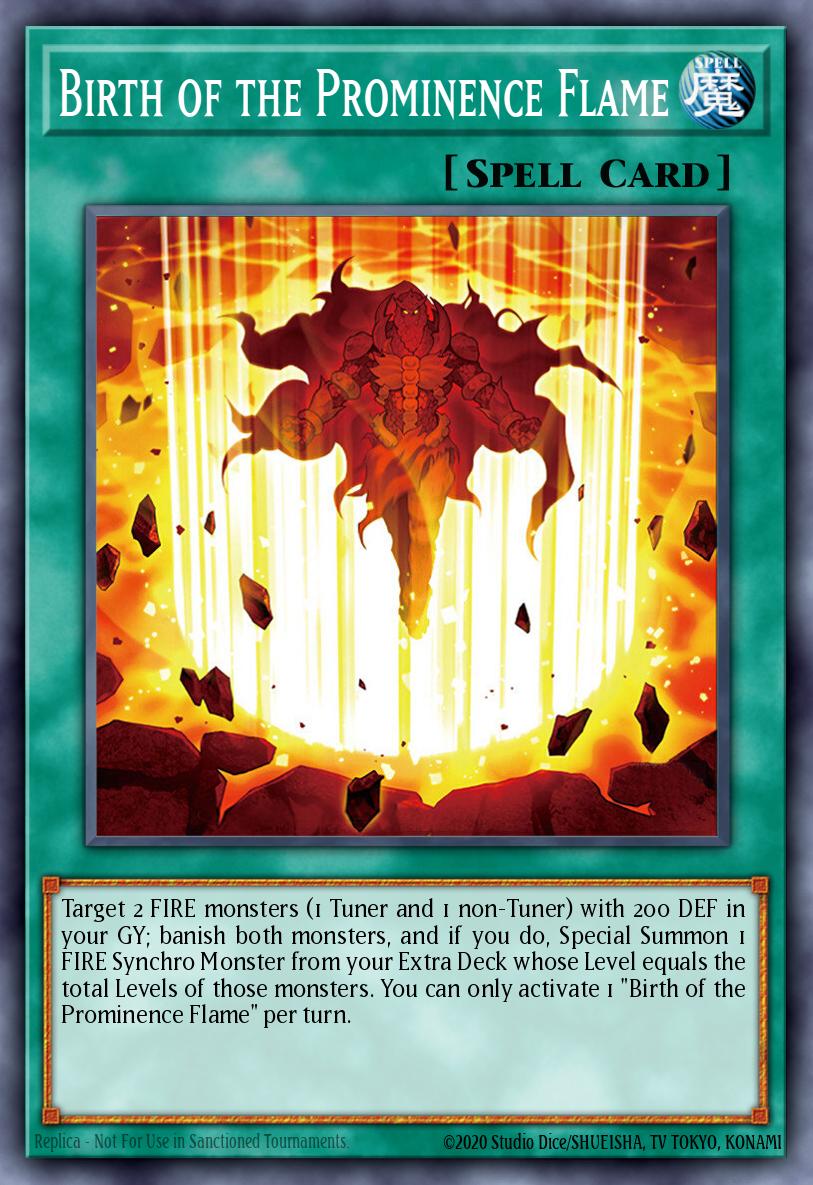 Birth of the Prominence Flame
SPELL
魔
[ Spell Card ]
Target 2 FIRE monsters (1 Tuner and 1 non-Tuner) with 200 DEF in
your GY; banish both monsters, and if you do, Special Summon 1
FIRE Synchro Monster from your Extra Deck whose Level equals the
total Levels of those monsters. You can only activate 1 "Birth of the
Prominence Flame" per turn.
Replica - Not For Use in Sanctioned Tournaments.
©2020 Studio Dice/SHUEISHA, TV TOKYO, KONAMI